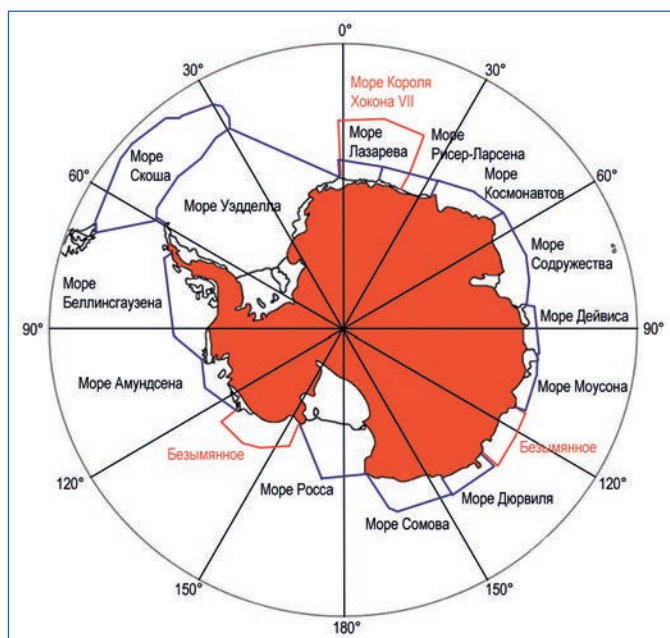 0°
30°
30°
Море Короля
Хокона VII
Море
Лазарева
Море
Рисер-Ларсена
Море
Скоша
60°
60°
Море
Космонавтов
Море Уэдделла
Море
Содружества
Море
Беллинсгаузена
Море Дейвиса
90°
90°
Море Амундсена
Море Моусона
Безымянное
Безымянное
120°
120°
Море Росса
Море Дюрвиля
Море Сомова
150°
150°
180°